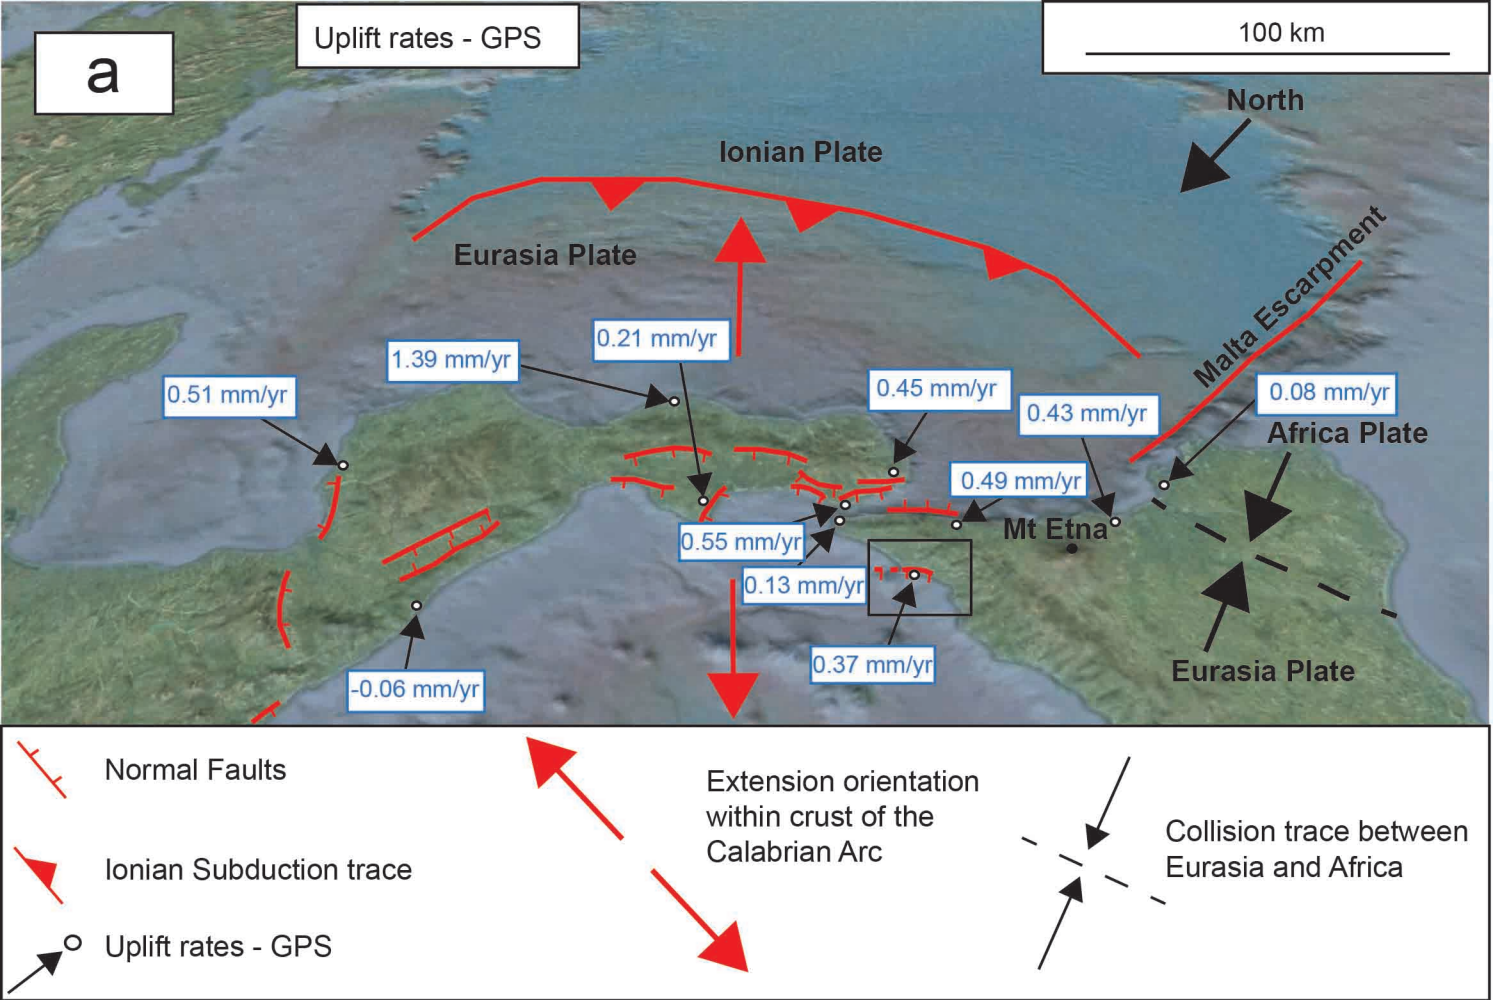 a
Uplift rates - GPS
100 km
North
Ionian Plate
Eurasia Plate
Malta Escarpment
0.21 mm/yr
1.39 mm/yr
0.51 mm/yr
0.45 mm/yr
0.43 mm/yr
0.08 mm/yr
Africa Plate
0.49 mm/yr
Mt Etna
0.55 mm/yr
0.13 mm/yr
0.37 mm/yr
-0.06 mm/yr
Eurasia Plate
Normal Faults
Ionian Subduction trace
Uplift rates - GPS
Extension orientation
within crust of the
Calabrian Arc
Collision trace between
Eurasia and Africa